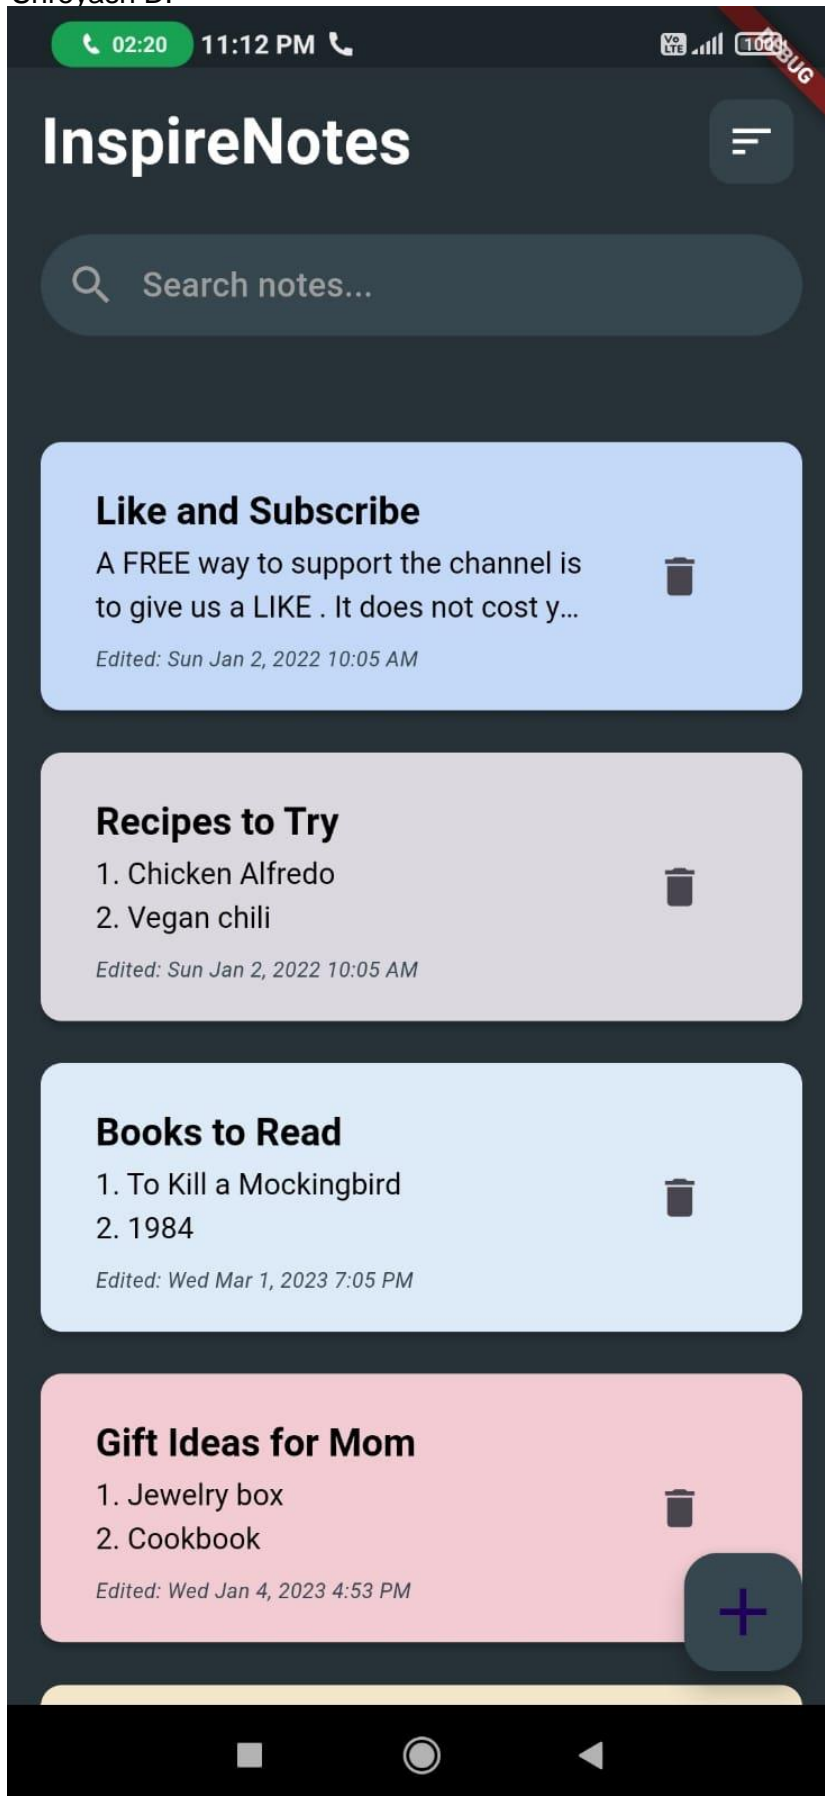 02:20 11:12 PM Vo LTE 100
DEBUG
InspireNotes
Search notes...
Like and Subscribe
A FREE way to support the channel is
to give us a LIKE . It does not cost y...
Edited: Sun Jan 2, 2022 10:05 AM
Recipes to Try
1. Chicken Alfredo
2. Vegan chili
Edited: Sun Jan 2, 2022 10:05 AM
Books to Read
1. To Kill a Mockingbird
2. 1984
Edited: Wed Mar 1, 2023 7:05 PM
Gift Ideas for Mom
1. Jewelry box
2. Cookbook
Edited: Wed Jan 4, 2023 4:53 PM